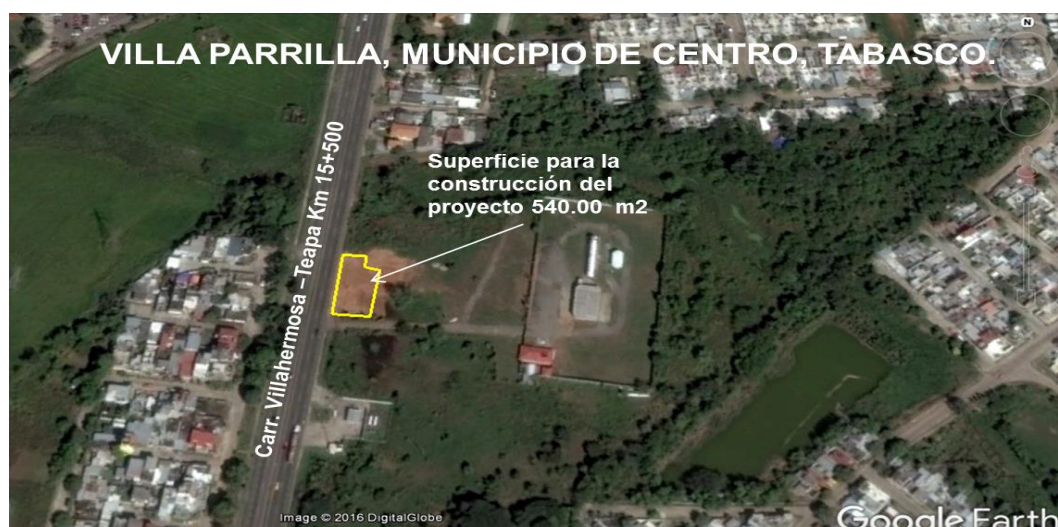 N
VILLA PARRILLA, MUNICIPIO DE CENTRO, TABASCO.
Carr. Villahermosa –Teapa Km 15+500
Superficie para la
construcción del
proyecto 540.00 m2
Image © 2016 DigitalGlobe
Google Earth